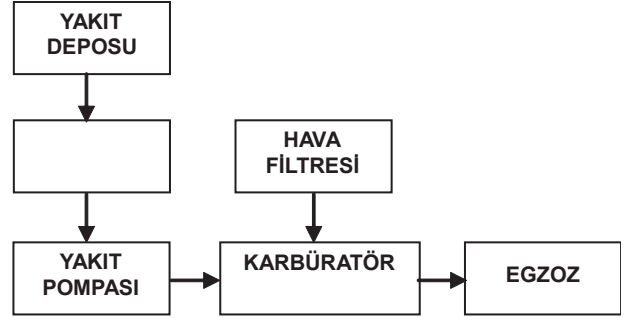 YAKIT
DEPOSU
HAVA
FİLTRESİ
YAKIT
POMPASI
KARBÜRATÖR
EGZOZ